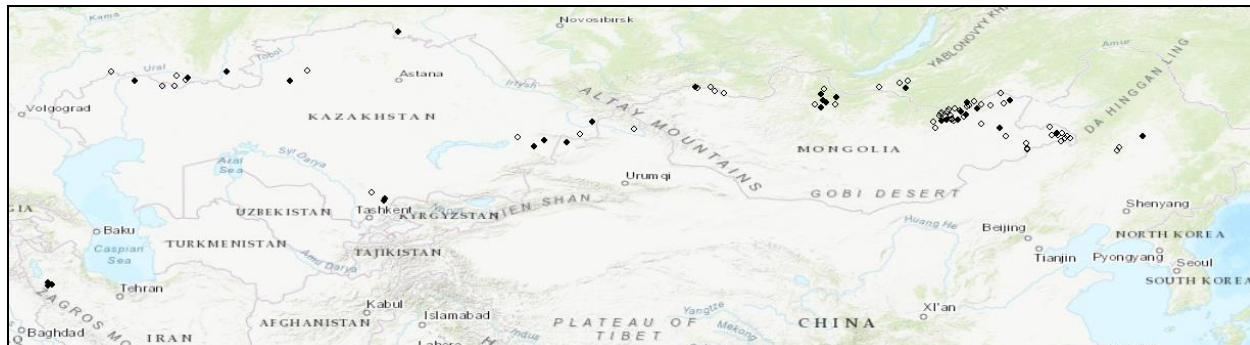 Kama
Novosibirsk
YABLONOVYY KH
Tobol
Ural
Astana
Irtysh
Amur
Volgograd
KAZAKHSTAN
ALTAY MOUNTAINS
DA HINGGAN LING
MONGOLIA
Aral
Sea
Syr Darya
Urumqi
GOBI DESERT
UZBEKISTAN
Tashkent
KYRGYZSTAN
TIEN SHAN
Shenyang
GIA
Huang He
Baku
Beijing
NORTH KOREA
TURKMENISTAN
Caspian
Sea
Amu Darya
TAJIKISTAN
Tianjin
Pyongyang
Seoul
SOUTH KOREA
Tehran
ZAGROS MO
Kabul
Islamabad
Yangtze
XI'an
AFGHANISTAN
PLATEAU OF
TIBET
Mekong
CHINA
Baghdad
IRAN
Indus
Lahore
H